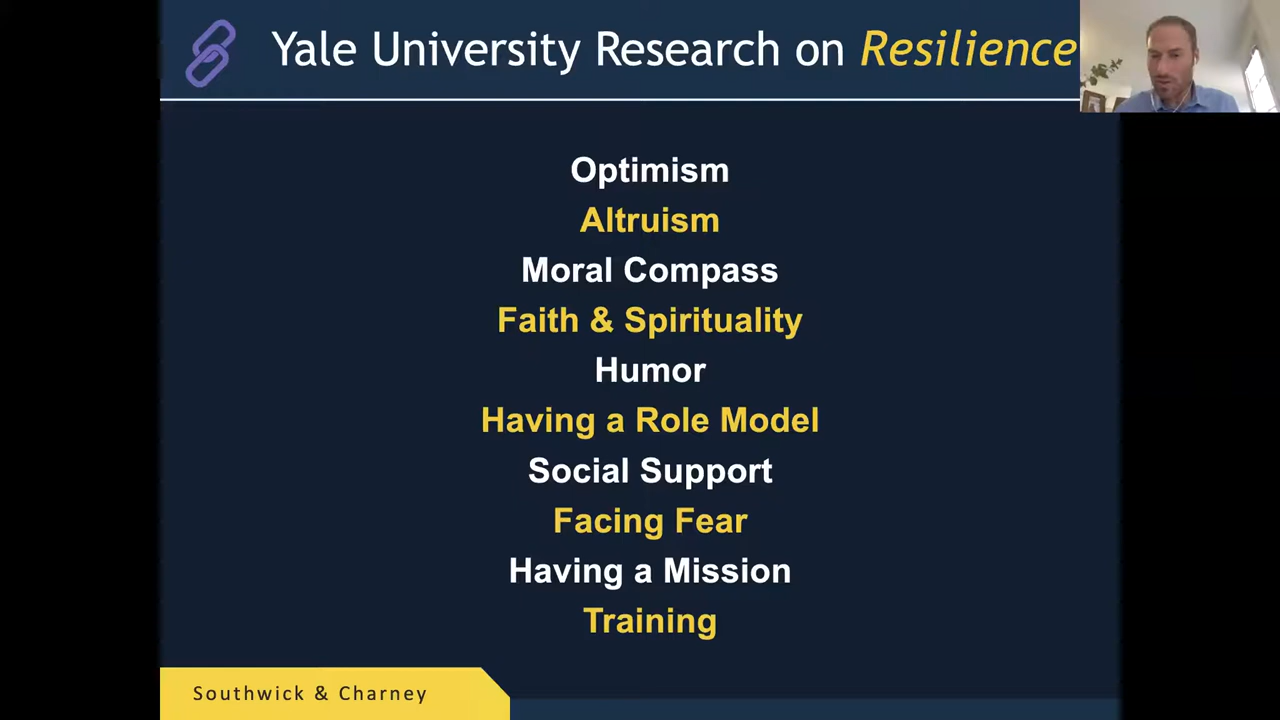 Yale University Research on Resilience
Optimism
Altruism
Moral Compass
Faith & Spirituality
Humor
Having a Role Model
Social Support
Facing Fear
Having a Mission
Training
Southwick & Charney